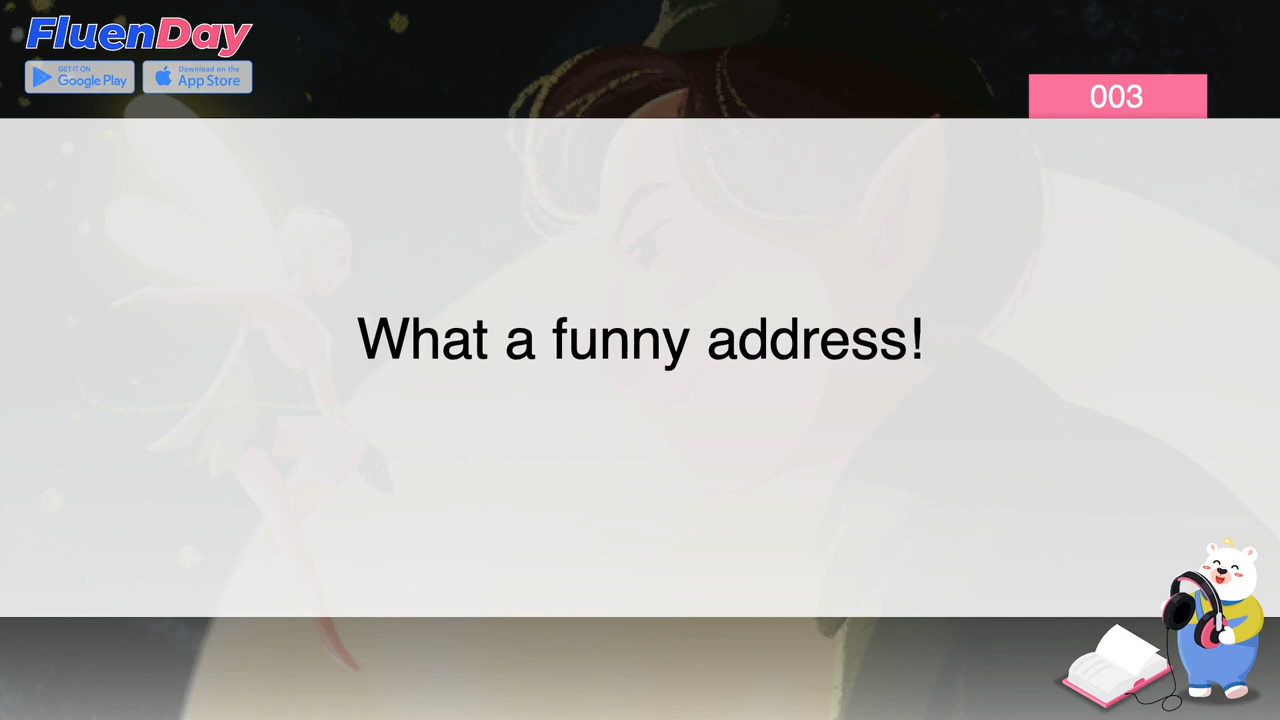 FluenDay
GET IT ON
Google Play
Download on the
App Store
003
What a funny address!